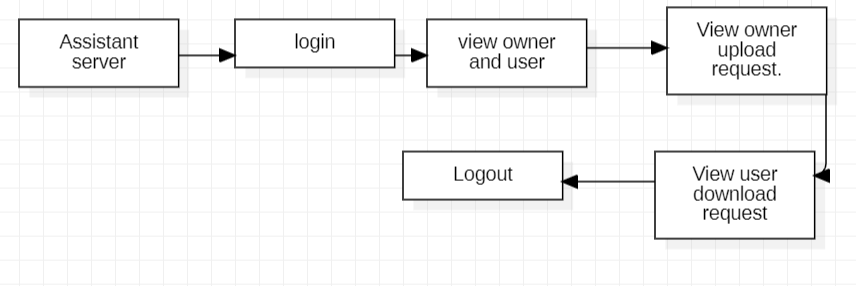 Assistant
server
login
view owner
and user
View owner
upload
request.
View user
download
request
Logout